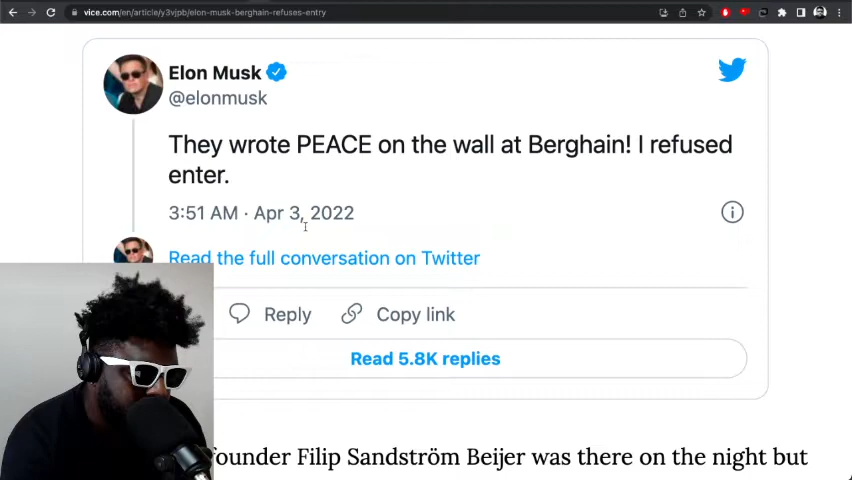 vice.com/en/article/y3vjpb/elon-musk-berghain-refuses-entry
Elon Musk
@elonmusk
They wrote PEACE on the wall at Berghain! I refused
enter.
3:51 AM · Apr 3, 2022
Read the full conversation on Twitter
Reply Copy link
Read 5.8K replies
founder Filip Sandström Beijer was there on the night but